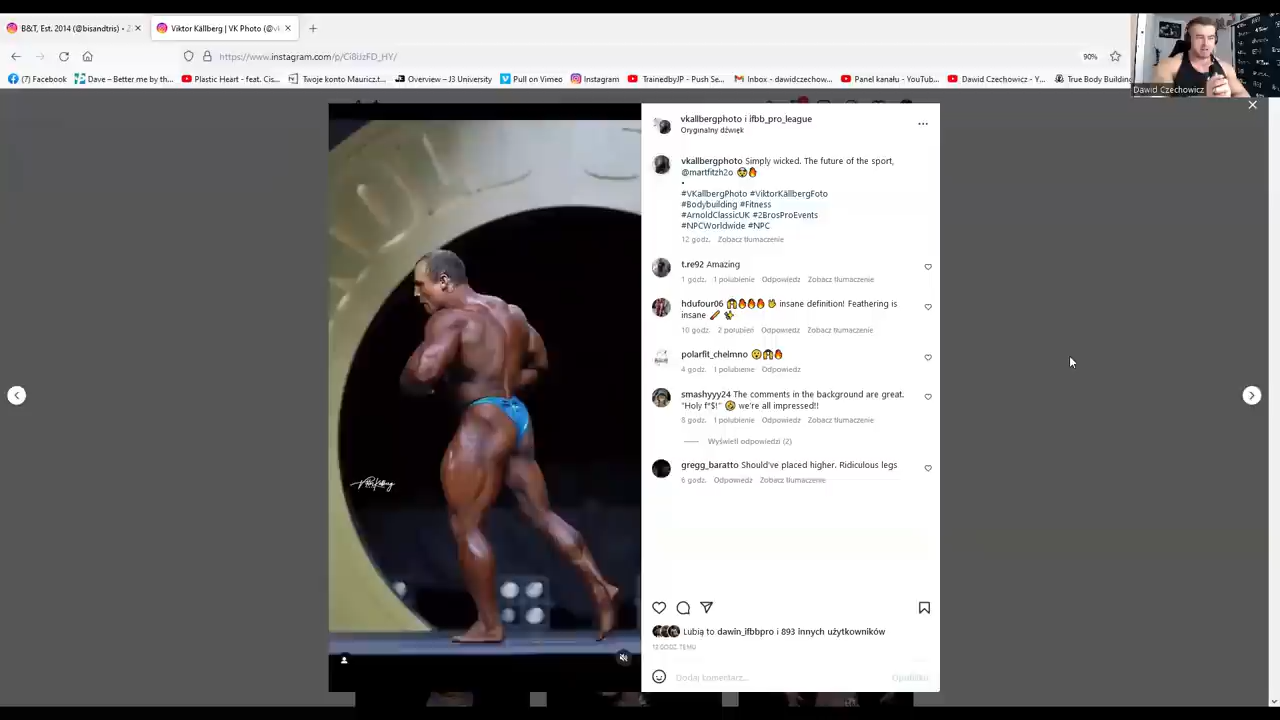 B&T, Est. 2014 (@bisandtris) •
Viktor Källberg | VK Photo (@vk
https://www.instagram.com/p/Ci8iJzFD_HY/
90%
(7) Facebook
Dave – Better me by th...
Plastic Heart - feat. Cis...
Twoje konto Mauricz.t...
Overview – J3 University
Pull on Vimeo
Instagram
TrainedbyJP - Push Se...
Inbox - dawidczechow...
Panel kanału - YouTub...
Dawid Czechowicz - Y...
True Body Building
Dawid Czechowicz
vkallbergphoto i ifbb_pro_league
Oryginalny dźwięk
vkallbergphoto Simply wicked. The future of the sport,
@martfitzh2o
•
#VKallbergPhoto #ViktorKällbergFoto
#Bodybuilding #Fitness
#ArnoldClassicUK #2BrosProEvents
#NPCWorldwide #NPC
12 godz. Zobacz tłumaczenie
t.re92 Amazing
1 godz. 1 polubienie Odpowiedz Zobacz tłumaczenie
hdufour06 insane definition! Feathering is
insane
10 godz. 2 polubień Odpowiedz Zobacz tłumaczenie
polarfit_chelmno
4 godz. 1 polubienie Odpowiedz
smashyyy24 The comments in the background are great.
"Holy f*$!" we're all impressed!!
8 godz. 1 polubienie Odpowiedz Zobacz tłumaczenie
Wyświetl odpowiedzi (2)
gregg_baratto Should've placed higher. Ridiculous legs
6 godz. Odpowiedz Zobacz tłumaczenie
Lubią to dawin_ifbbpro i 893 innych użytkowników
GODZ. TEMU
Dodaj komentarz...
Opublikuj